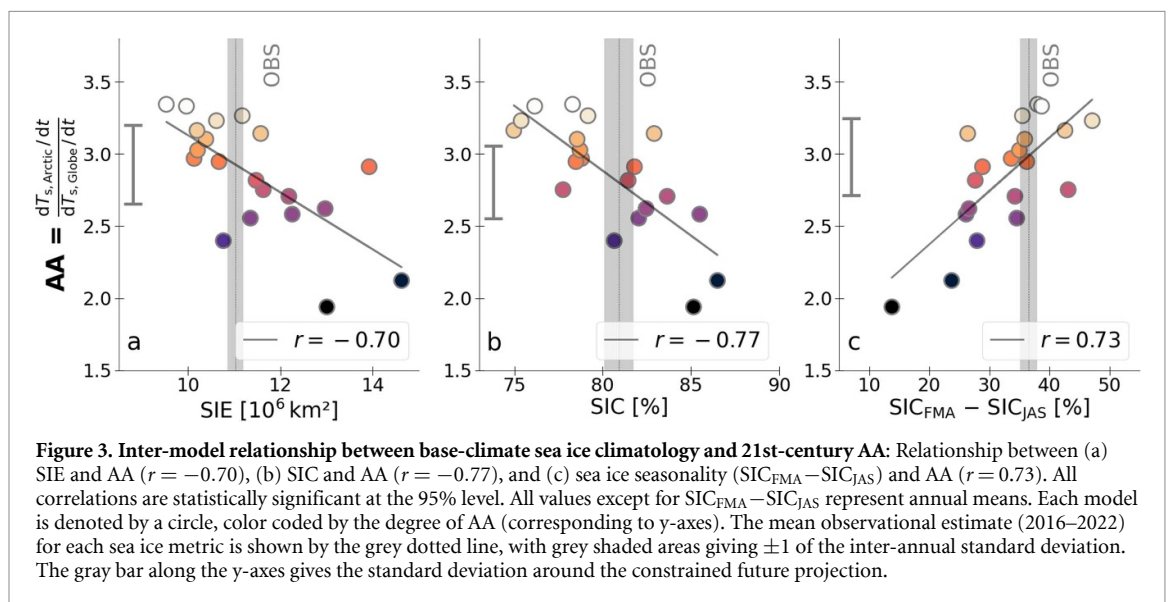 AA = dTs,Arctic/dt
dTs,Globe/dt
3.5
3.0
2.5
2.0
1.5
OBS
a
r = − 0.70
10
12
14
SIE [10⁶ km²]
3.5
3.0
2.5
2.0
1.5
OBS
b
r = − 0.77
75
80
85
90
SIC [%]
3.5
3.0
2.5
2.0
1.5
OBS
c
r = 0.73
10
20
30
40
50
SICFMA − SICJAS [%]
Figure 3. Inter-model relationship between base-climate sea ice climatology and 21st-century AA: Relationship between (a)
SIE and AA (r = −0.70), (b) SIC and AA (r = −0.77), and (c) sea ice seasonality (SICFMA−SICJAS) and AA (r = 0.73). All
correlations are statistically significant at the 95% level. All values except for SICFMA−SICJAS represent annual means. Each model
is denoted by a circle, color coded by the degree of AA (corresponding to y-axes). The mean observational estimate (2016–2022)
for each sea ice metric is shown by the grey dotted line, with grey shaded areas giving ±1 of the inter-annual standard deviation.
The gray bar along the y-axes gives the standard deviation around the constrained future projection.